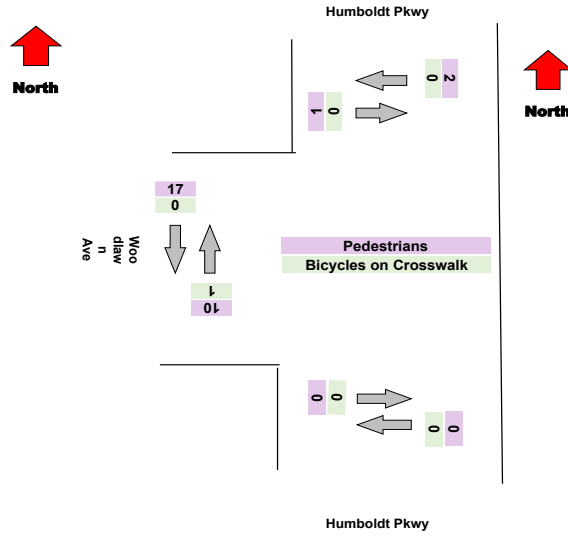 Humboldt Pkwy
North
North
0 2
1 0
17
0
Woo
dlaw
n
Ave
Pedestrians
Bicycles on Crosswalk
1
10
0 0
0 0
Humboldt Pkwy